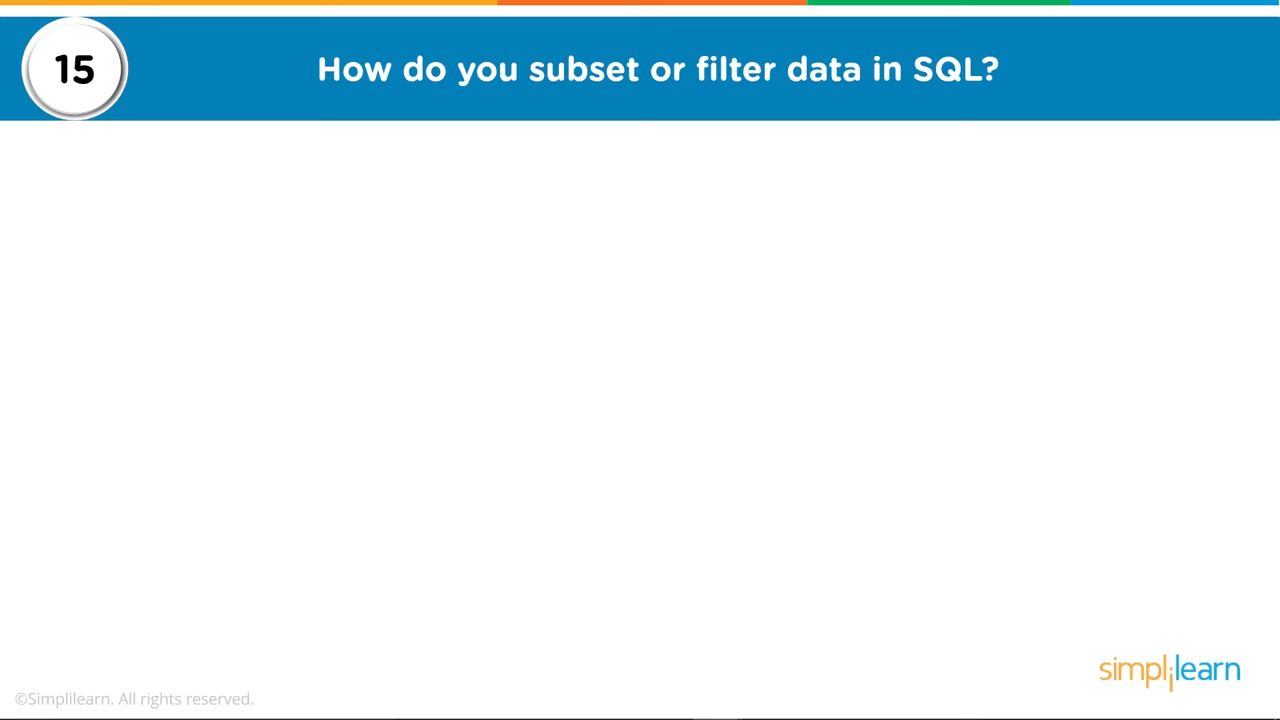 15
How do you subset or filter data in SQL?
simplilearn
©Simplilearn. All rights reserved.